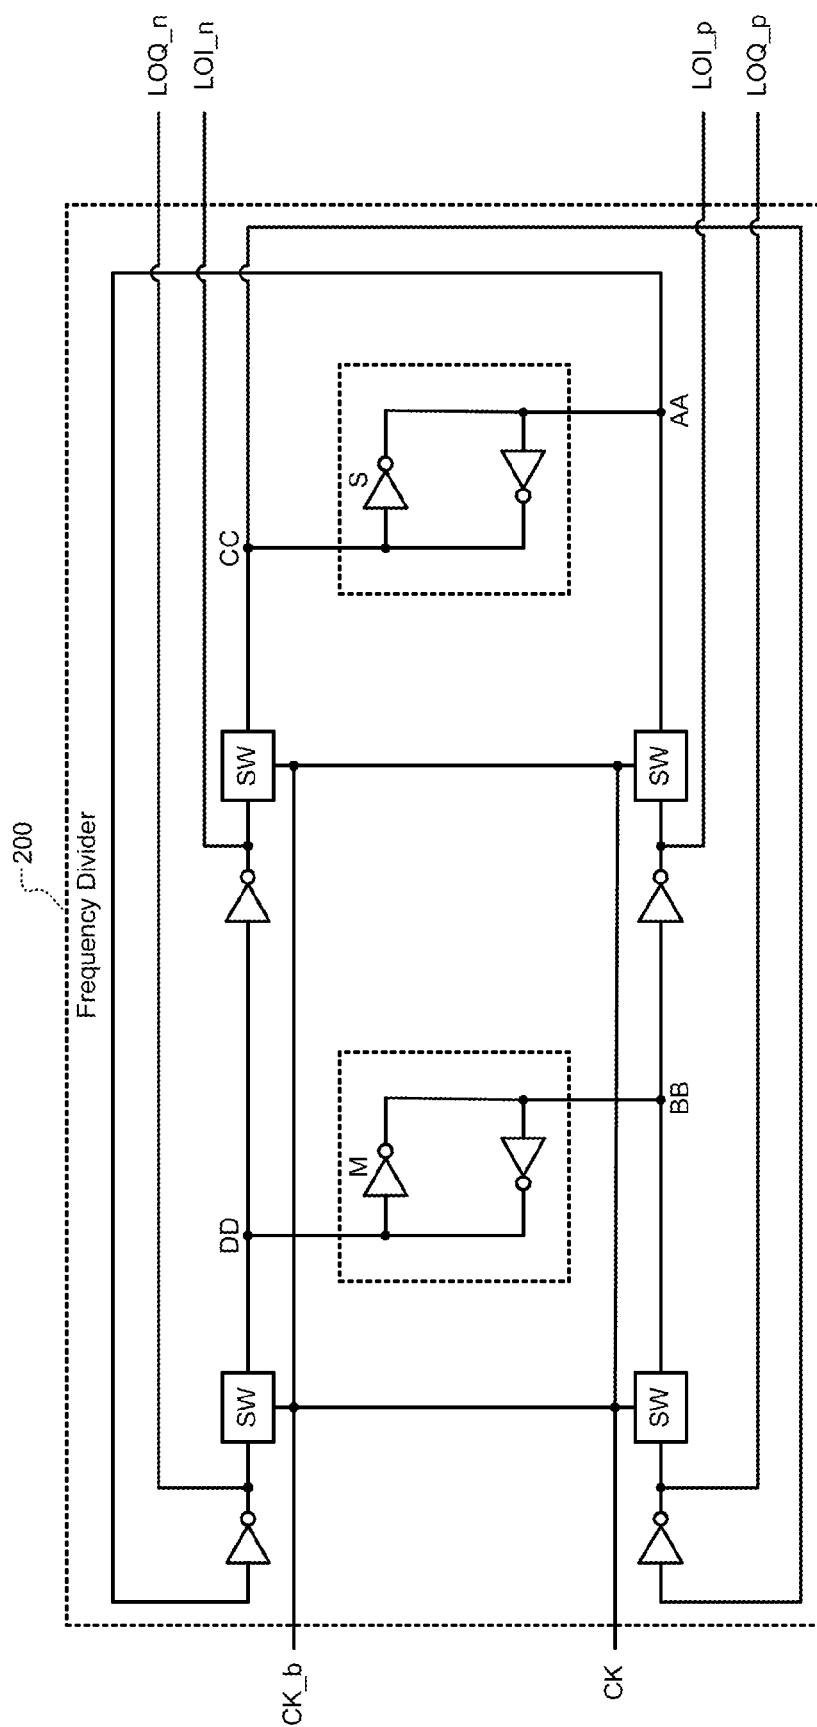 200
Frequency Divider
LOQ_n
LOI_n
CC
DD
SW
SW
S
M
CK_b
CK
SW
SW
AA
BB
LOI_p
LOQ_p